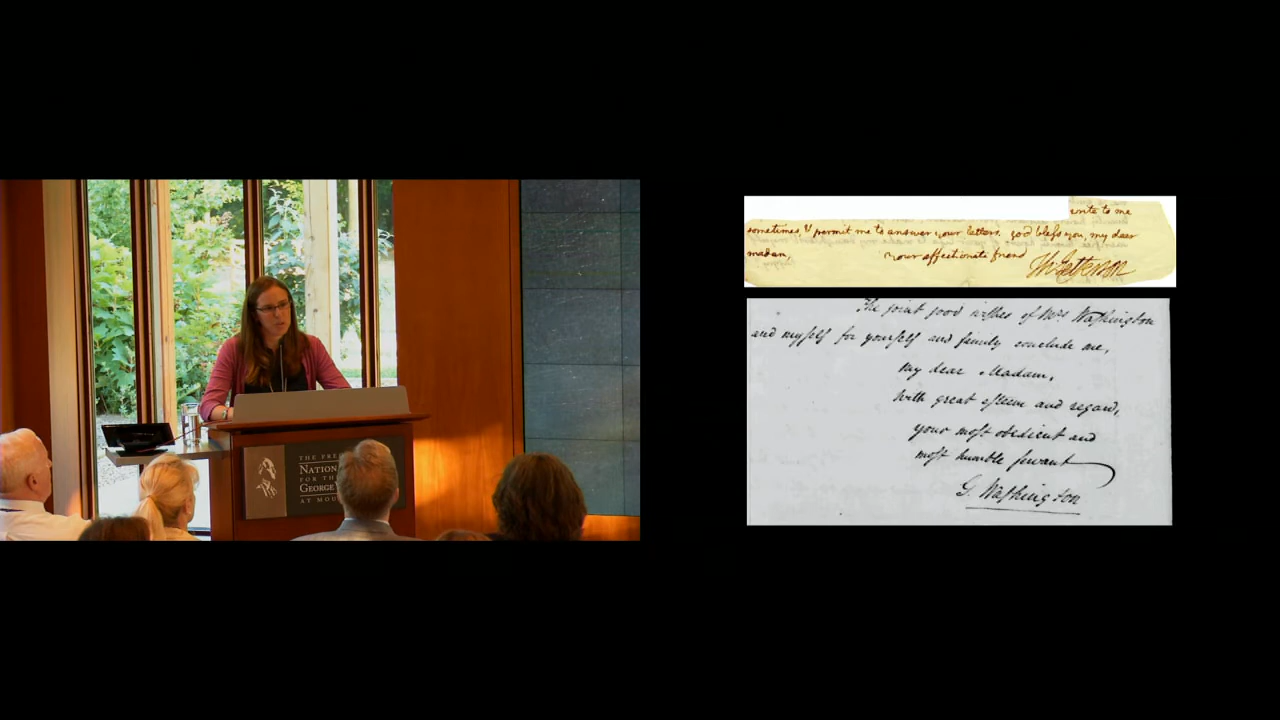 THE FRE
NATION
FOR TH
GEORGE
AT MOU
write to me
sometimes, & permit me to answer your letters. god bless you, my dear
madam,
your affectionate friend
Th: Jefferson
The joint good wishes of Mrs Washington
and myself for yourself and family conclude me,
My dear Madam,
With great esteem and regard,
your most obedient and
most humble servant
G. Washington